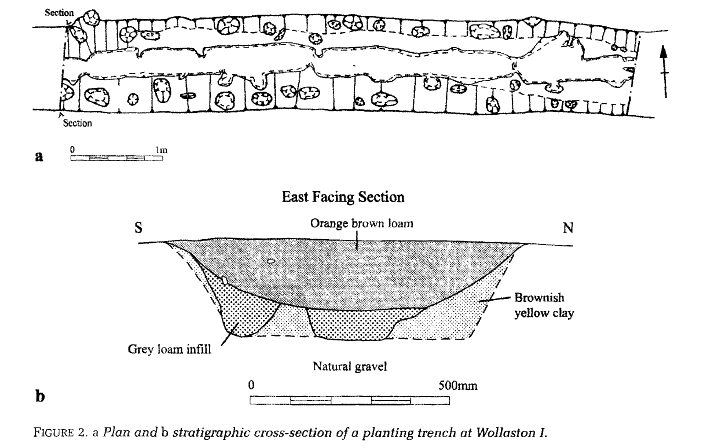 Section
Section
a
0 1m
East Facing Section
Orange brown loam
S N
Brownish
yellow clay
Grey loam infill
Natural gravel
b
0 500mm
FIGURE 2. a Plan and b stratigraphic cross-section of a planting trench at Wollaston I.